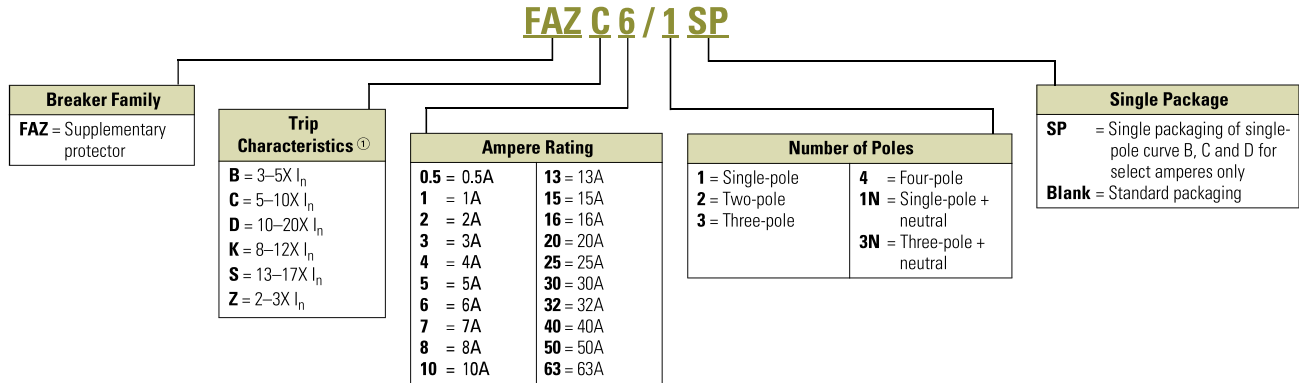 FAZ C 6 / 1 SP
Breaker Family
FAZ = Supplementary
protector
Trip
Characteristics ①
B = 3–5X In
C = 5–10X In
D = 10–20X In
K = 8–12X In
S = 13–17X In
Z = 2–3X In
Ampere Rating
0.5 = 0.5A
1 = 1A
2 = 2A
3 = 3A
4 = 4A
5 = 5A
6 = 6A
7 = 7A
8 = 8A
10 = 10A
13 = 13A
15 = 15A
16 = 16A
20 = 20A
25 = 25A
30 = 30A
32 = 32A
40 = 40A
50 = 50A
63 = 63A
Number of Poles
1 = Single-pole
2 = Two-pole
3 = Three-pole
4 = Four-pole
1N = Single-pole +
neutral
3N = Three-pole +
neutral
Single Package
SP = Single packaging of single-
pole curve B, C and D for
select amperes only
Blank = Standard packaging